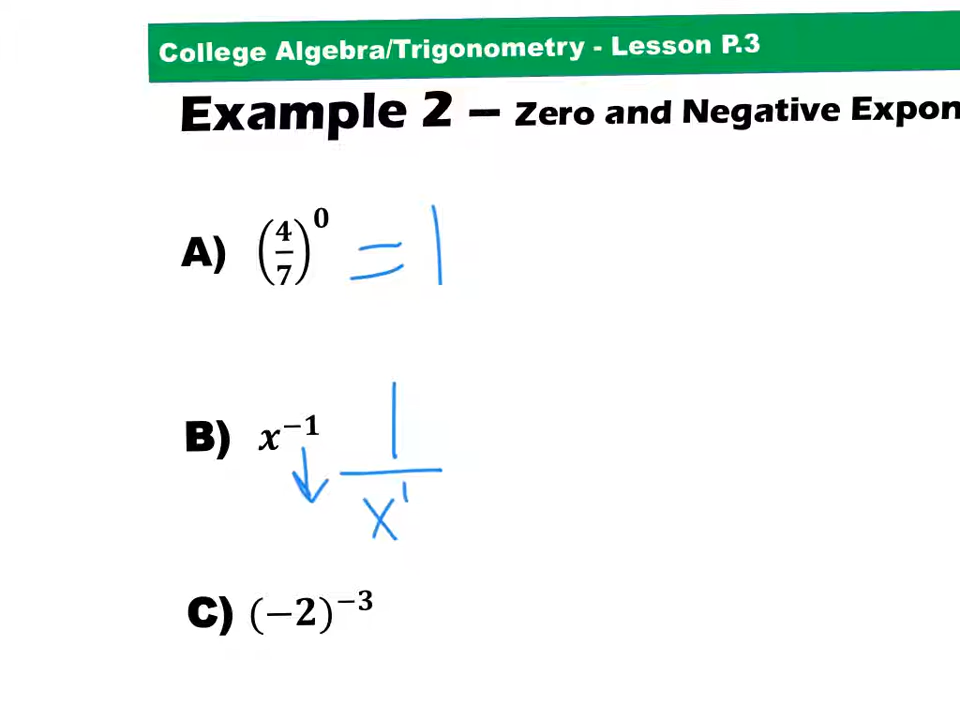 College Algebra/Trigonometry - Lesson P.3
Example 2 – Zero and Negative Expon
A) (4/7)^0 = 1
B) x^−1 ↓ 1/x^1
C) (−2)^−3